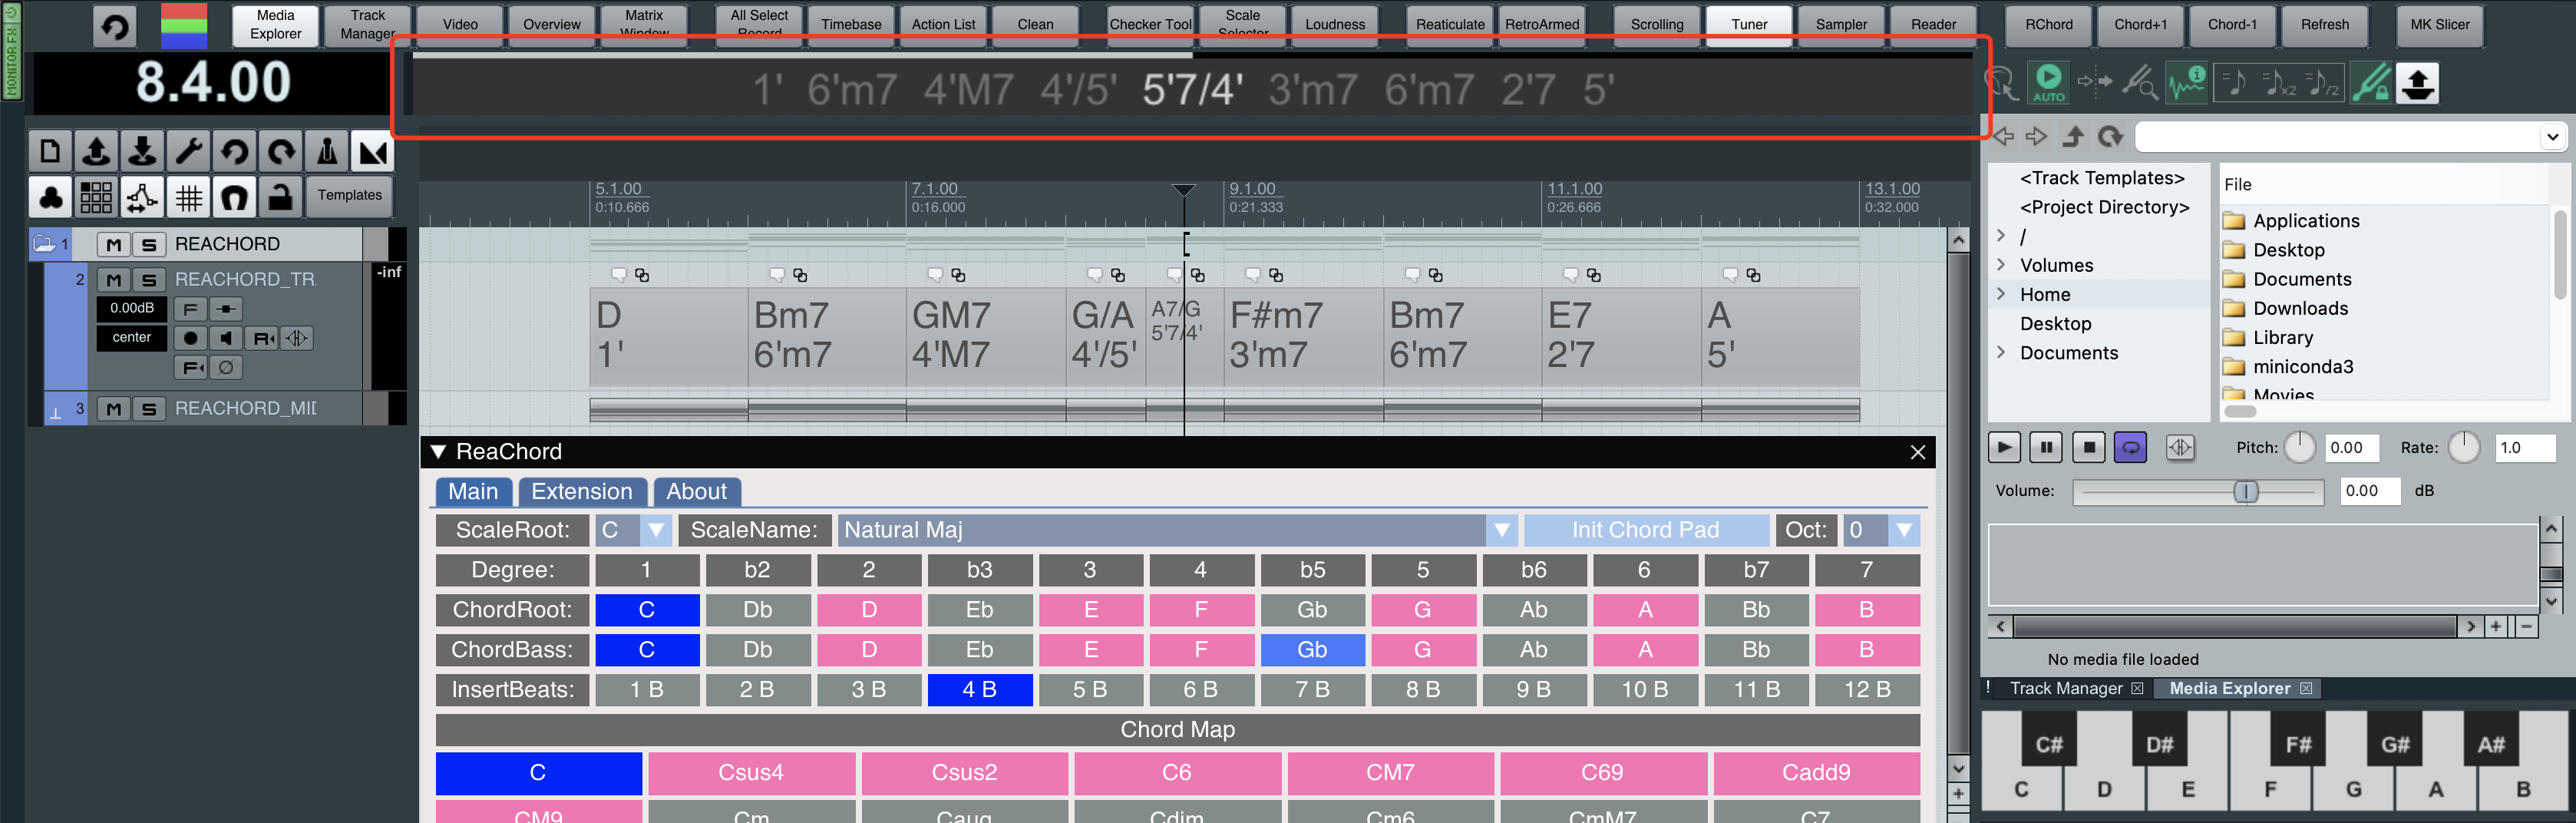 MONITOR FX
Media Explorer
Track Manager
Video
Overview
Matrix Window
All Select Record
Timebase
Action List
Clean
Checker Tool
Scale Selector
Loudness
Reaticulate
RetroArmed
Scrolling
Tuner
Sampler
Reader
RChord
Chord+1
Chord-1
Refresh
MK Slicer
8.4.00
1' 6'm7 4'M7 4'/5' 5'7/4' 3'm7 6'm7 2'7 5'
AUTO
x2
/2
Templates
5.1.00 7.1.00 9.1.00 11.1.00 13.1.00
0:10.666 0:16.000 0:21.333 0:26.666 0:32.000
1 M S REACHORD
2 M S REACHORD_TR
-inf
0.00dB F
center
3 M S REACHORD_MI
D Bm7 GM7 G/A A7/G F#m7 Bm7 E7 A
1' 6'm7 4'M7 4'/5' 5'7/4' 3'm7 6'm7 2'7 5'
ReaChord
Main Extension About
ScaleRoot: C ScaleName: Natural Maj Init Chord Pad Oct: 0
Degree: 1 b2 2 b3 3 4 b5 5 b6 6 b7 7
ChordRoot: C Db D Eb E F Gb G Ab A Bb B
ChordBass: C Db D Eb E F Gb G Ab A Bb B
InsertBeats: 1 B 2 B 3 B 4 B 5 B 6 B 7 B 8 B 9 B 10 B 11 B 12 B
Chord Map
C Csus4 Csus2 C6 CM7 C69 Cadd9
CM9 Cm Caug Cdim Cm6 CmM7 C7
<Track Templates>
<Project Directory>
/
Volumes
Home
Desktop
Documents
File
Applications
Desktop
Documents
Downloads
Library
miniconda3
Movies
Pitch: 0.00 Rate: 1.0
Volume: 0.00 dB
No media file loaded
! Track Manager Media Explorer
C# D# F# G# A#
C D E F G A B